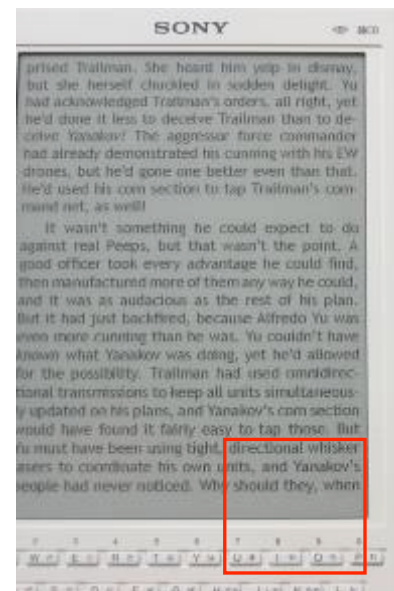 SONY
prised Trailman. She heard him yelp in dismay,
but she herself chuckled in sudden delight. Yu
had acknowledged Trailman's orders, all right, yet
he'd done it less to deceive Trailman than to de-
ceive Yanakov! The aggressor force commander
had already demonstrated his cunning with his EW
drones, but he'd gone one better even than that.
He'd used his com section to tap Trailman's com-
mand net, as well!
It wasn't something he could expect to do
against real Peeps, but that wasn't the point. A
good officer took every advantage he could find,
then manufactured more of them any way he could,
and it was as audacious as the rest of his plan.
But it had just backfired, because Alfredo Yu was
even more cunning than he was. Yu couldn't have
known what Yanakov was doing, yet he'd allowed
for the possibility. Trailman had used omnidirec-
tional transmissions to keep all units simultaneous-
ly updated on his plans, and Yanakov's com section
would have found it fairly easy to tap those. But
Yu must have been using tight, directional whisker
lasers to coordinate his own units, and Yanakov's
people had never noticed. Why should they, when
W E R T Y U I O P